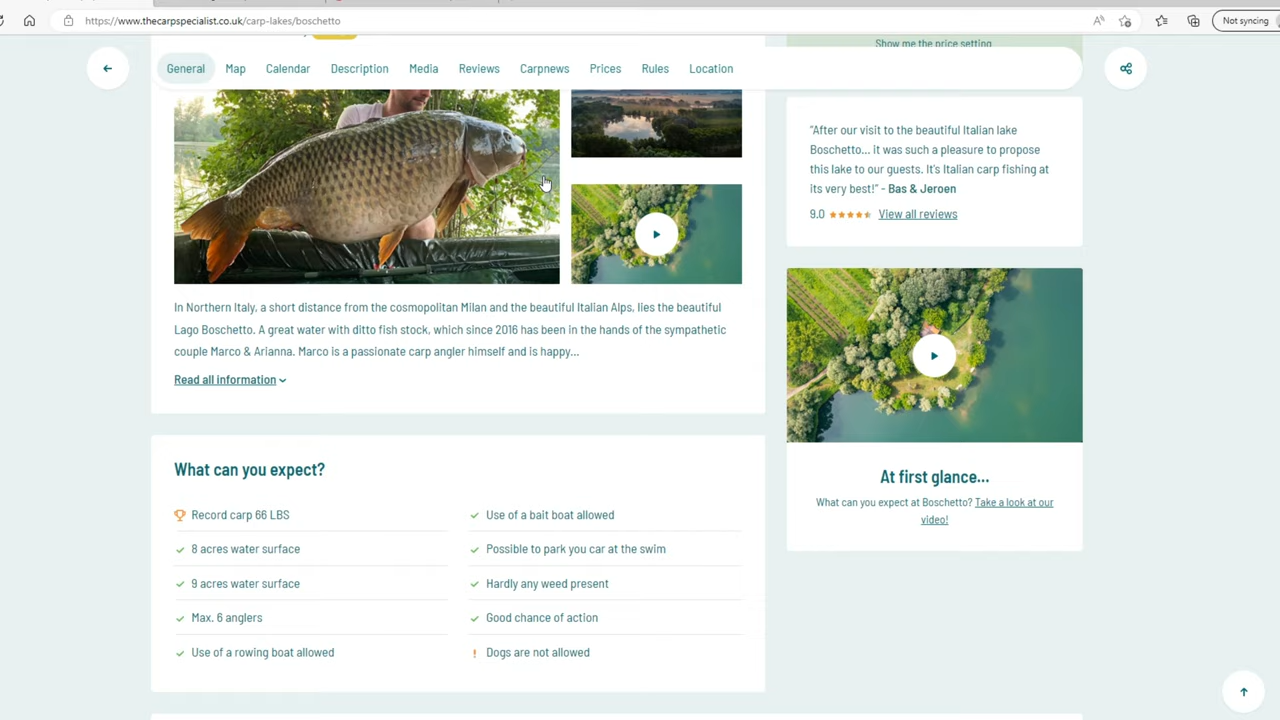 https://www.thecarpspecialist.co.uk/carp-lakes/boschetto
Not syncing
Show me the price setting
General
Map
Calendar
Description
Media
Reviews
Carpnews
Prices
Rules
Location
In Northern Italy, a short distance from the cosmopolitan Milan and the beautiful Italian Alps, lies the beautiful
Lago Boschetto. A great water with ditto fish stock, which since 2016 has been in the hands of the sympathetic
couple Marco & Arianna. Marco is a passionate carp angler himself and is happy...
Read all information
What can you expect?
Record carp 66 LBS
8 acres water surface
9 acres water surface
Max. 6 anglers
Use of a rowing boat allowed
Use of a bait boat allowed
Possible to park you car at the swim
Hardly any weed present
Good chance of action
Dogs are not allowed
"After our visit to the beautiful Italian lake
Boschetto... it was such a pleasure to propose
this lake to our guests. It's Italian carp fishing at
its very best!" - Bas & Jeroen
9.0 View all reviews
At first glance...
What can you expect at Boschetto? Take a look at our
video!